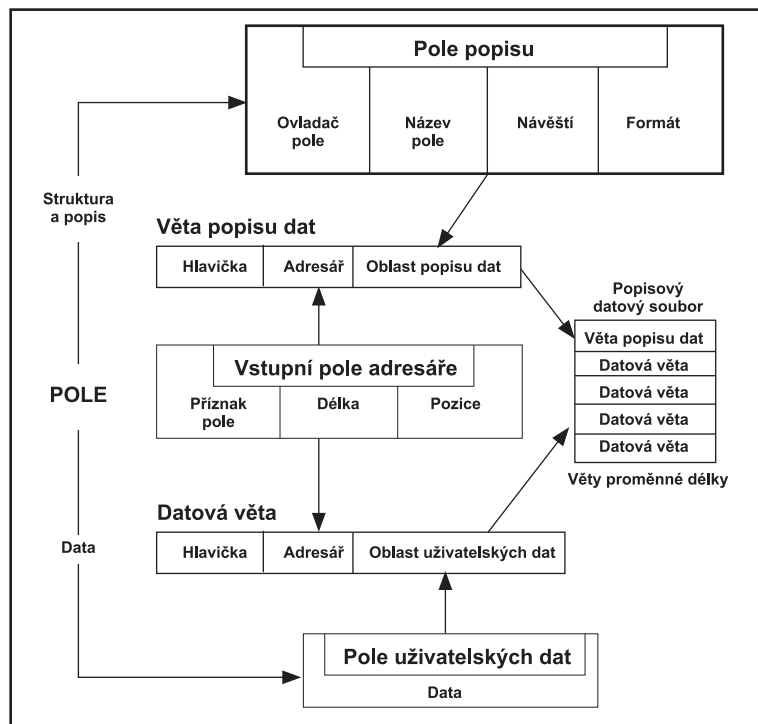 Pole popisu
Ovladač
pole
Název
pole
Návěští
Formát
Struktura
a popis
Věta popisu dat
Hlavička
Adresář
Oblast popisu dat
Popisový
datový soubor
Věta popisu dat
Datová věta
Datová věta
Datová věta
Datová věta
Věty proměnné délky
Vstupní pole adresáře
Příznak
pole
Délka
Pozice
POLE
Datová věta
Hlavička
Adresář
Oblast uživatelských dat
Data
Pole uživatelských dat
Data